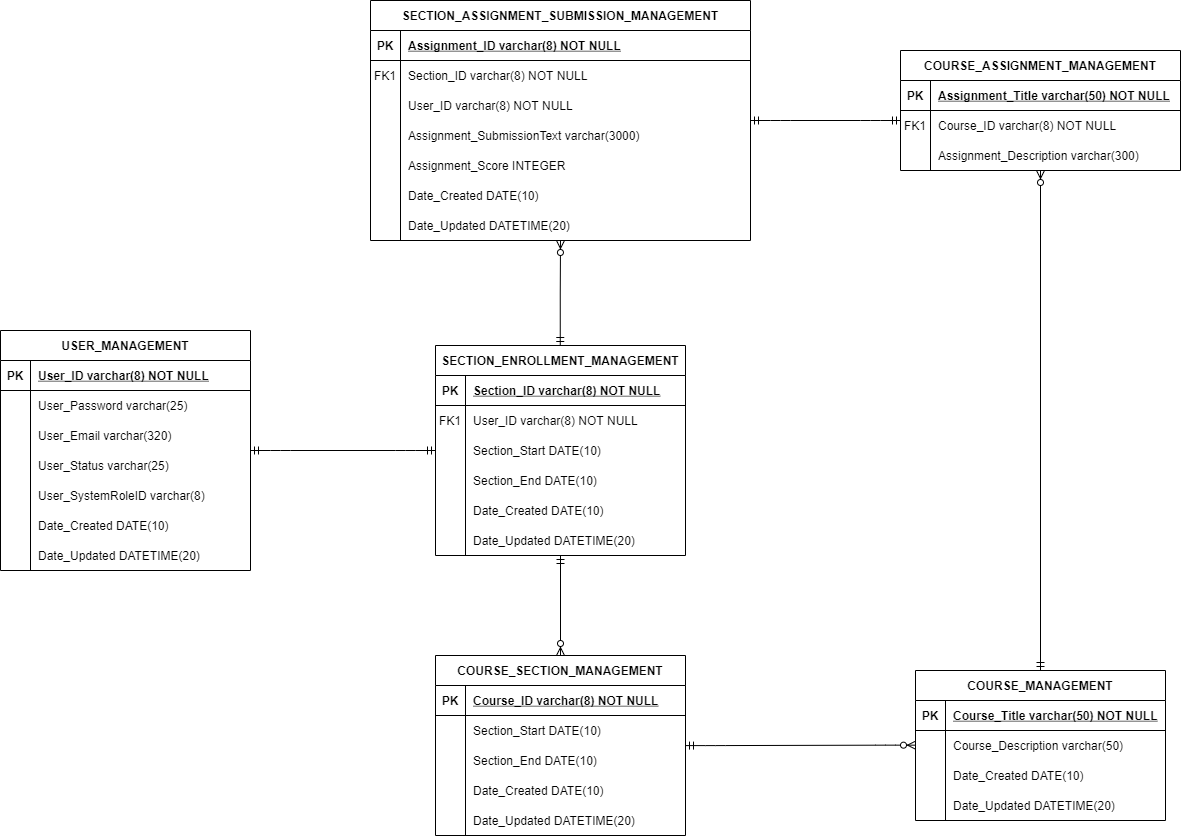 SECTION_ASSIGNMENT_SUBMISSION_MANAGEMENT
PK Assignment_ID varchar(8) NOT NULL
FK1 Section_ID varchar(8) NOT NULL
User_ID varchar(8) NOT NULL
Assignment_SubmissionText varchar(3000)
Assignment_Score INTEGER
Date_Created DATE(10)
Date_Updated DATETIME(20)
COURSE_ASSIGNMENT_MANAGEMENT
PK Assignment_Title varchar(50) NOT NULL
FK1 Course_ID varchar(8) NOT NULL
Assignment_Description varchar(300)
USER_MANAGEMENT
PK User_ID varchar(8) NOT NULL
User_Password varchar(25)
User_Email varchar(320)
User_Status varchar(25)
User_SystemRoleID varchar(8)
Date_Created DATE(10)
Date_Updated DATETIME(20)
SECTION_ENROLLMENT_MANAGEMENT
PK Section_ID varchar(8) NOT NULL
FK1 User_ID varchar(8) NOT NULL
Section_Start DATE(10)
Section_End DATE(10)
Date_Created DATE(10)
Date_Updated DATETIME(20)
COURSE_SECTION_MANAGEMENT
PK Course_ID varchar(8) NOT NULL
Section_Start DATE(10)
Section_End DATE(10)
Date_Created DATE(10)
Date_Updated DATETIME(20)
COURSE_MANAGEMENT
PK Course_Title varchar(50) NOT NULL
Course_Description varchar(50)
Date_Created DATE(10)
Date_Updated DATETIME(20)